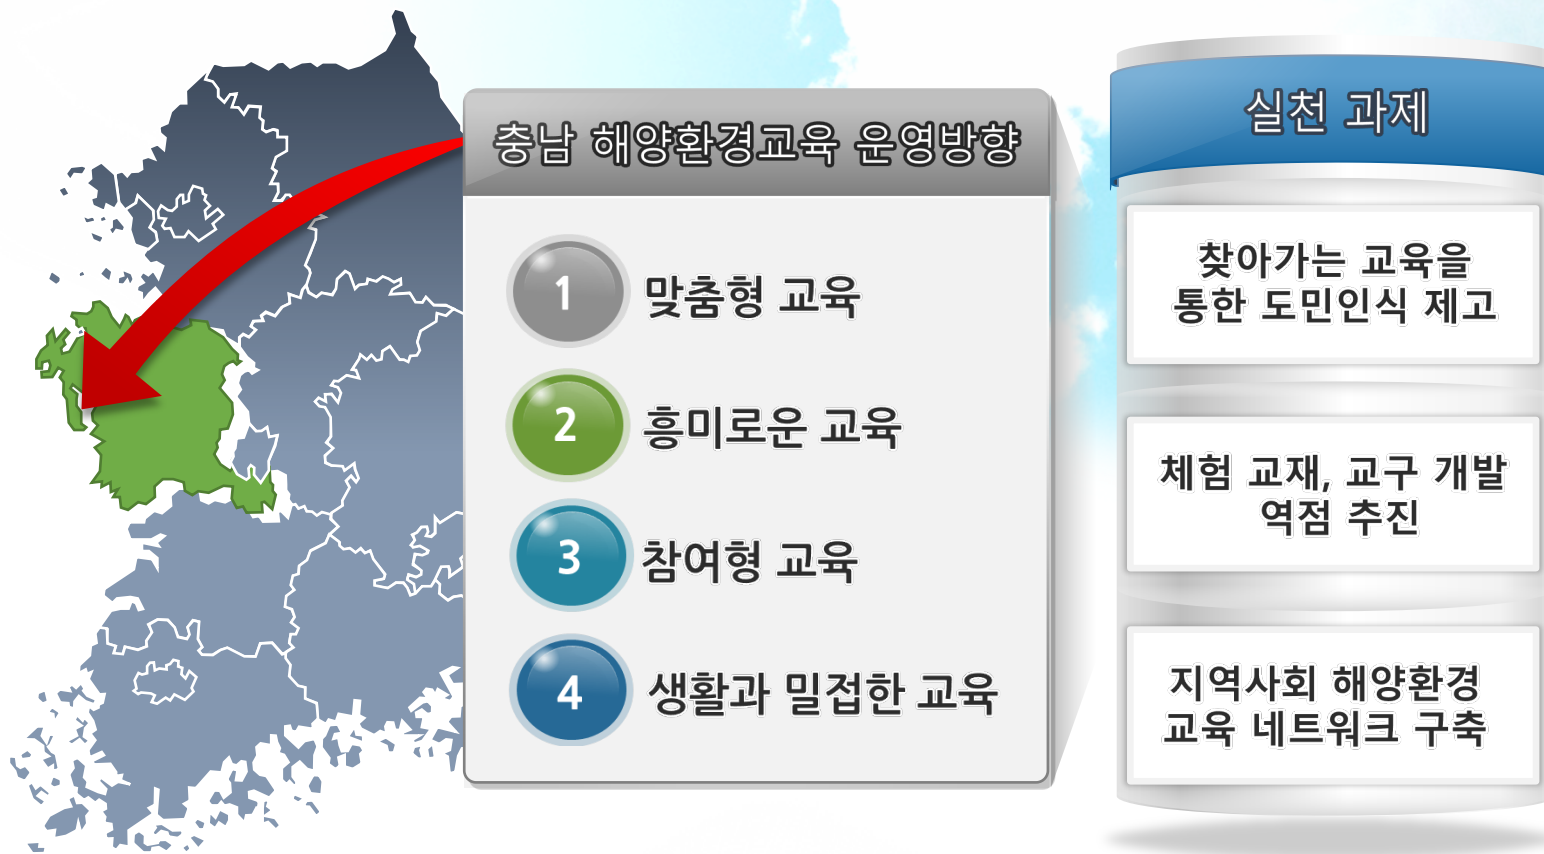 충남 해양환경교육 운영방향
1 맞춤형 교육
2 흥미로운 교육
3 참여형 교육
4 생활과 밀접한 교육
실천 과제
찾아가는 교육을
통한 도민인식 제고
체험 교재, 교구 개발
역점 추진
지역사회 해양환경
교육 네트워크 구축